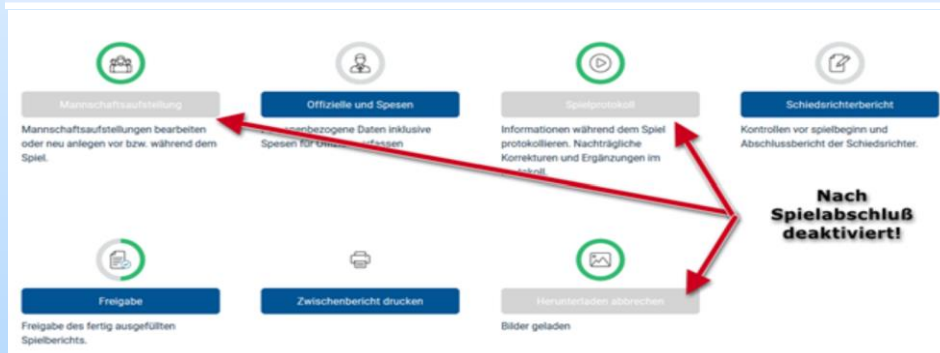 Mannschaftsaufstellung
Offizielle und Spesen
Spielprotokoll
Schiedsrichterbericht
Mannschaftsaufstellungen bearbeiten
oder neu anlegen vor bzw. während dem
Spiel.
Daten inklusive
Spesen für
Informationen während dem Spiel
protokollieren. Nachträgliche
Korrekturen und Ergänzungen im
Kontrollen vor spielbeginn und
Abschlussbericht der Schiedsrichter.
Nach
Spielabschluß
deaktiviert!
Freigabe
Zwischenbericht drucken
Herunterladen abbrechen
Freigabe des fertig ausgefüllten
Spielberichts.
Bilder geladen